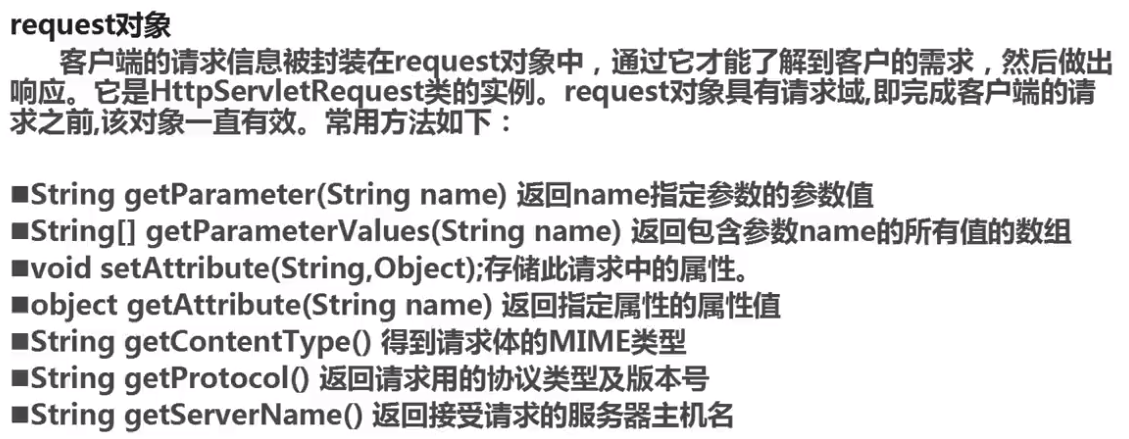 request对象
客户端的请求信息被封装在request对象中，通过它才能了解到客户的需求，然后做出
响应。它是HttpServletRequest类的实例。request对象具有请求域,即完成客户端的请
求之前,该对象一直有效。常用方法如下：
■String getParameter(String name) 返回name指定参数的参数值
■String[] getParameterValues(String name) 返回包含参数name的所有值的数组
■void setAttribute(String,Object);存储此请求中的属性。
■object getAttribute(String name) 返回指定属性的属性值
■String getContentType() 得到请求体的MIME类型
■String getProtocol() 返回请求用的协议类型及版本号
■String getServerName() 返回接受请求的服务器主机名